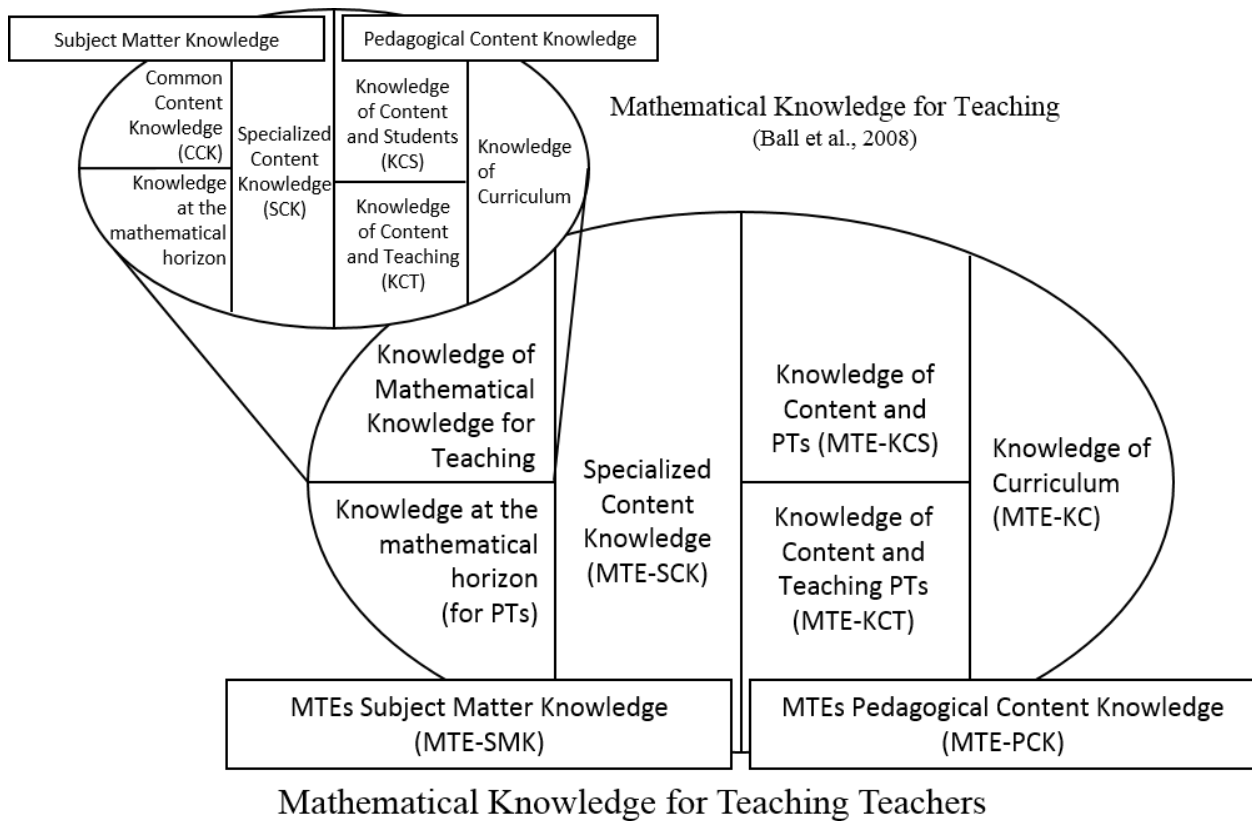 Subject Matter Knowledge
Pedagogical Content Knowledge
Common
Content
Knowledge
(CCK)
Knowledge
at the
mathematical
horizon
Specialized
Content
Knowledge
(SCK)
Knowledge
of Content
and Students
(KCS)
Knowledge
of Content
and Teaching
(KCT)
Knowledge
of
Curriculum
Mathematical Knowledge for Teaching
(Ball et al., 2008)
Knowledge of
Mathematical
Knowledge for
Teaching
Knowledge at the
mathematical
horizon
(for PTs)
Specialized
Content
Knowledge
(MTE-SCK)
Knowledge of
Content and
PTs (MTE-KCS)
Knowledge of
Content and
Teaching PTs
(MTE-KCT)
Knowledge of
Curriculum
(MTE-KC)
MTEs Subject Matter Knowledge
(MTE-SMK)
MTEs Pedagogical Content Knowledge
(MTE-PCK)
Mathematical Knowledge for Teaching Teachers